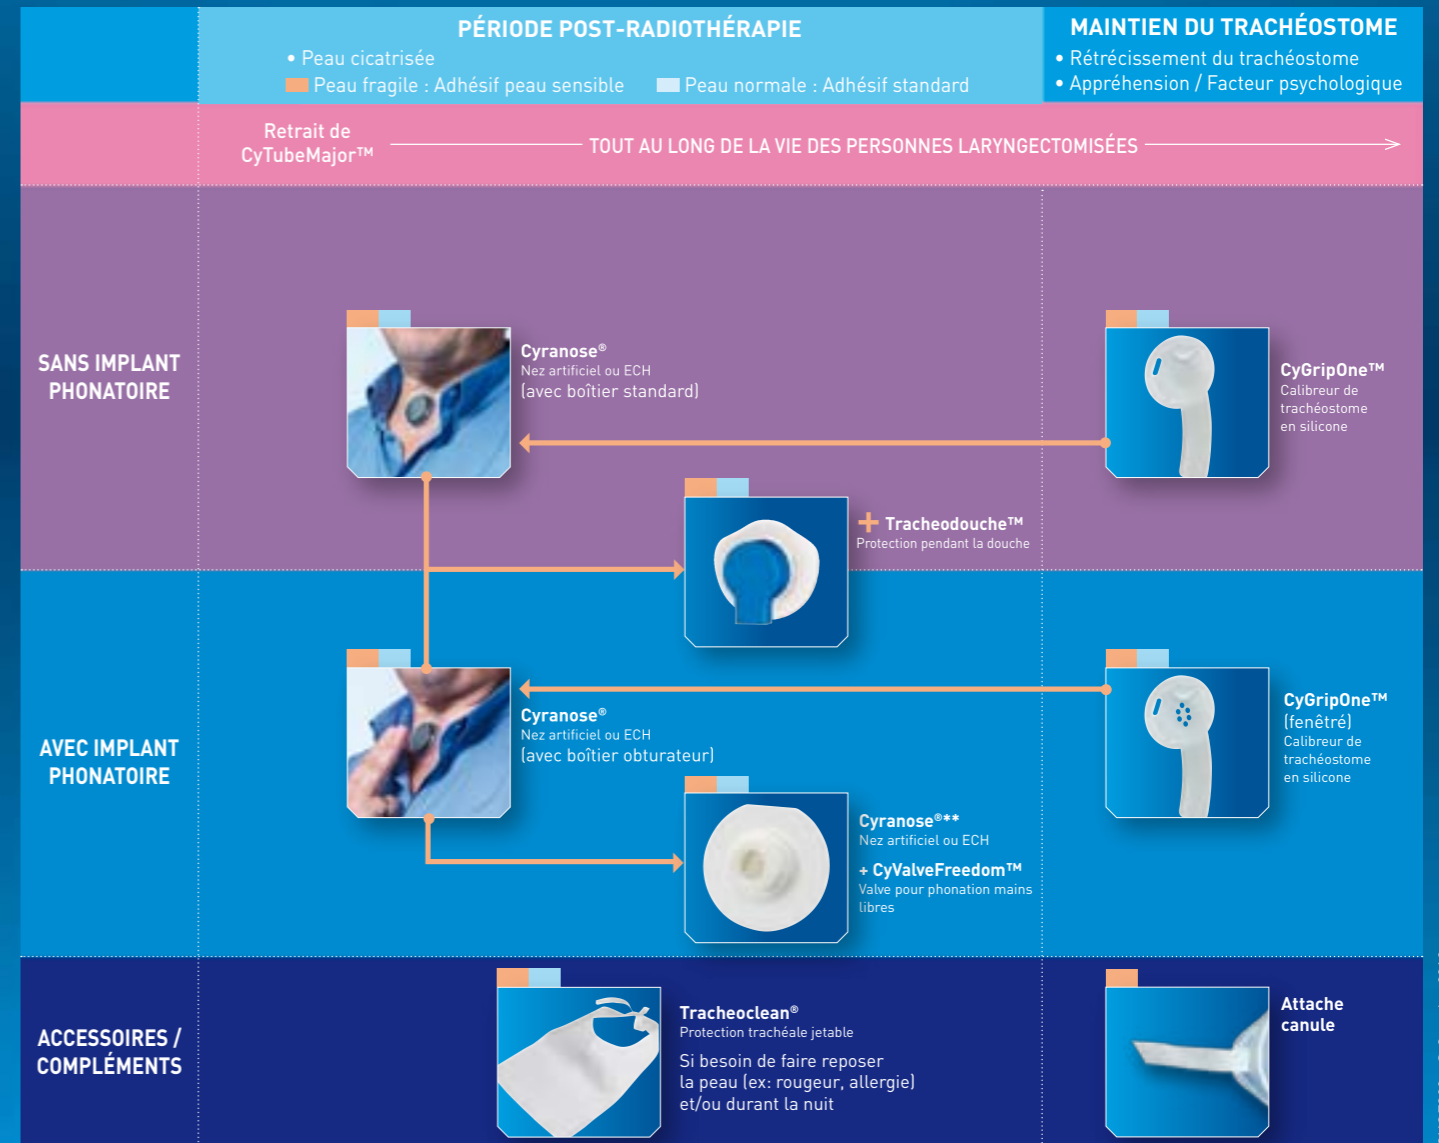 PÉRIODE POST-RADIOTHÉRAPIE
• Peau cicatrisée
Peau fragile : Adhésif peau sensible
Peau normale : Adhésif standard
MAINTIEN DU TRACHÉOSTOME
• Rétrécissement du trachéostome
• Appréhension / Facteur psychologique
Retrait de
CyTubeMajor™
TOUT AU LONG DE LA VIE DES PERSONNES LARYNGECTOMISÉES
SANS IMPLANT
PHONATOIRE
Cyranose®
Nez artificiel ou ECH
(avec boîtier standard)
CyGripOne™
Calibreur de
trachéostome
en silicone
+ Tracheodouche™
Protection pendant la douche
AVEC IMPLANT
PHONATOIRE
Cyranose®
Nez artificiel ou ECH
(avec boîtier obturateur)
CyGripOne™
(fenêtré)
Calibreur de
trachéostome
en silicone
Cyranose®**
Nez artificiel ou ECH
+ CyValveFreedom™
Valve pour phonation mains
libres
ACCESSOIRES /
COMPLÉMENTS
Tracheoclean®
Protection trachéale jetable
Si besoin de faire reposer
la peau (ex: rougeur, allergie)
et/ou durant la nuit
Attache
canule